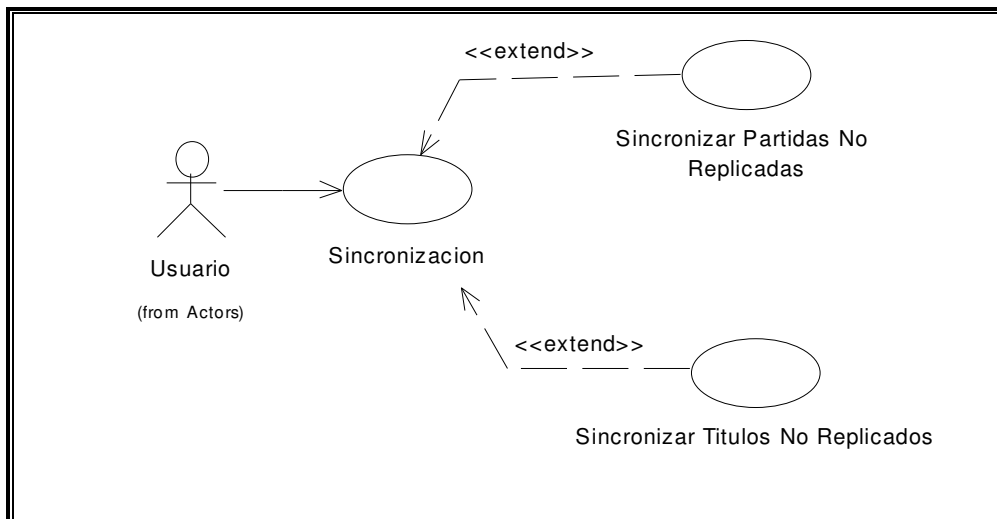 <<extend>>
Sincronizar Partidas No
Replicadas
Sincronizacion
Usuario
(from Actors)
<<extend>>
Sincronizar Titulos No Replicados